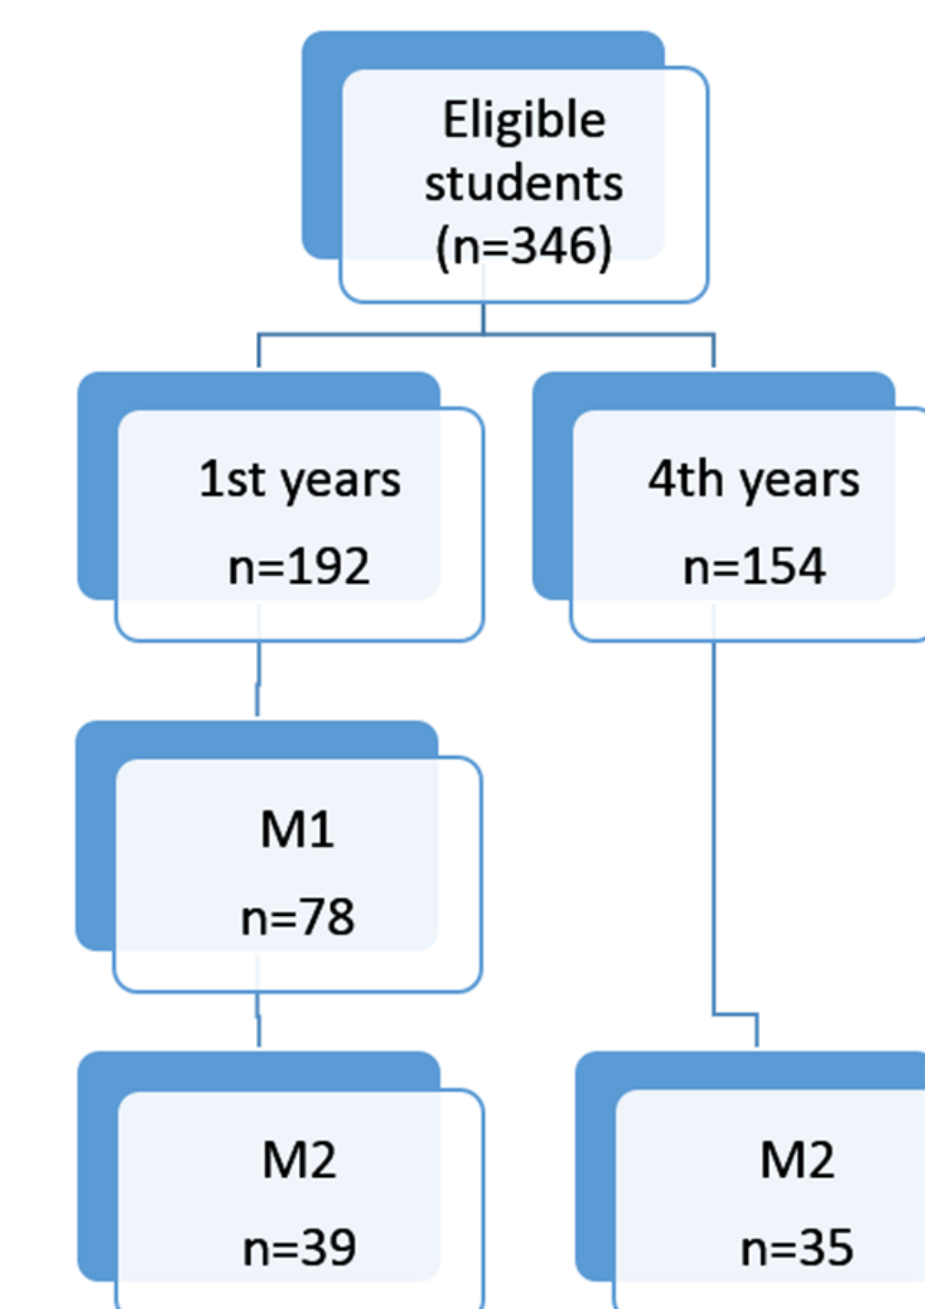 Eligible
students
(n=346)
1st years
n=192
4th years
n=154
M1
n=78
M2
n=39
M2
n=35